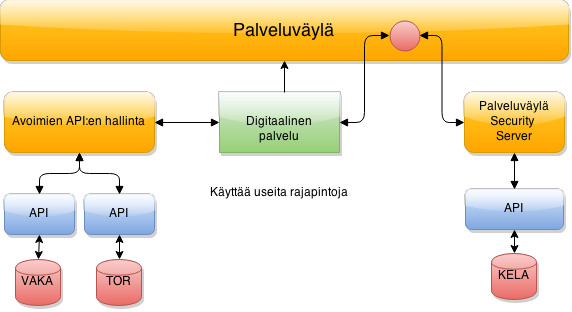 Palveluväylä
Avoimien API:en hallinta
Digitaalinen
palvelu
Palveluväylä
Security
Server
Käyttää useita rajapintoja
API
API
API
VAKA
TOR
KELA